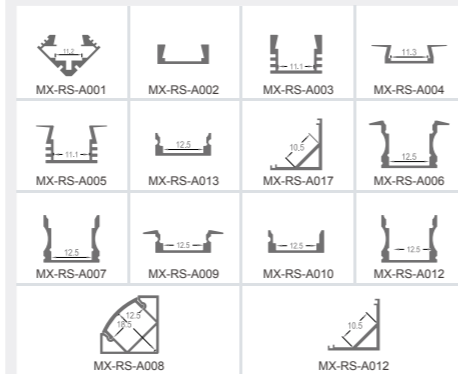 11.2
MX-RS-A001
MX-RS-A002
11.1
MX-RS-A003
11.3
MX-RS-A004
11.1
MX-RS-A005
12.5
MX-RS-A013
10.5
MX-RS-A017
12.5
MX-RS-A006
12.5
MX-RS-A007
12.5
MX-RS-A009
12.5
MX-RS-A010
12.5
MX-RS-A012
12.5
18.5
MX-RS-A008
10.5
MX-RS-A012